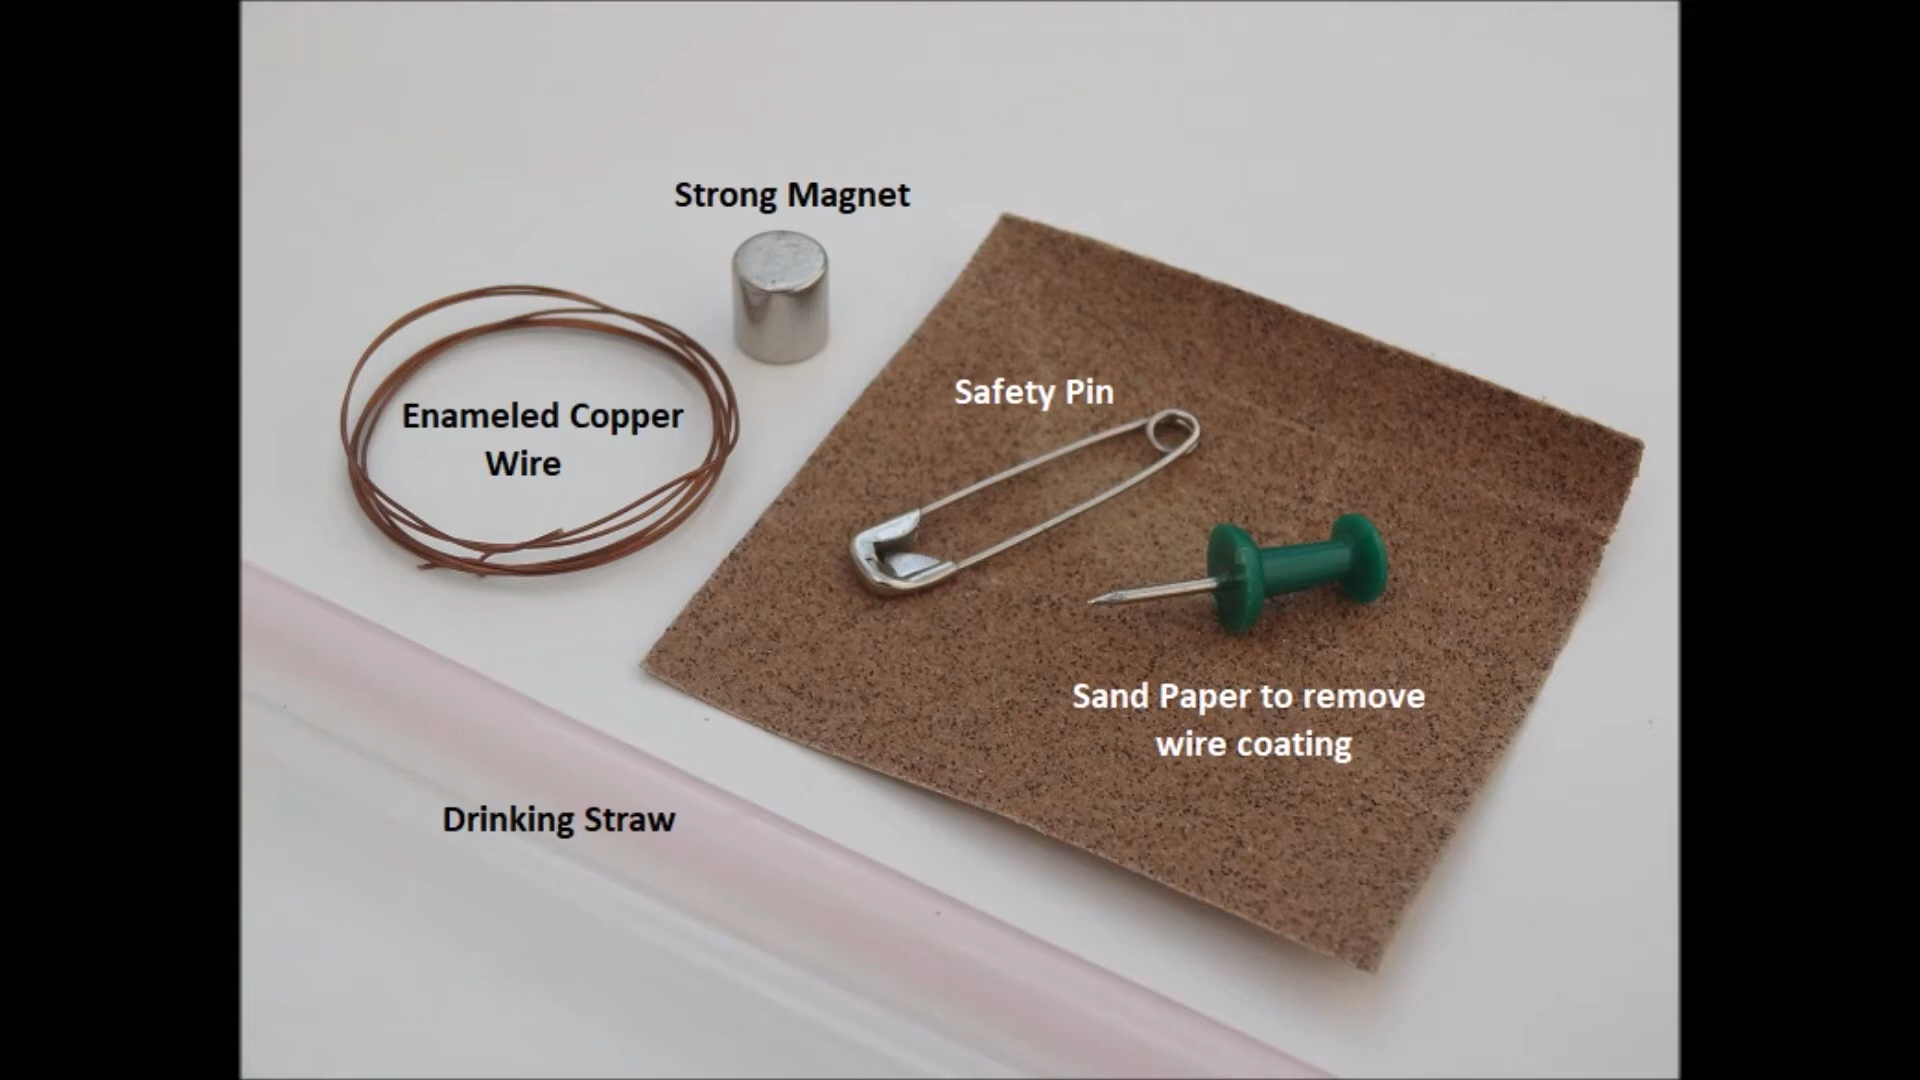 Strong Magnet
Enameled Copper
Wire
Safety Pin
Sand Paper to remove
wire coating
Drinking Straw